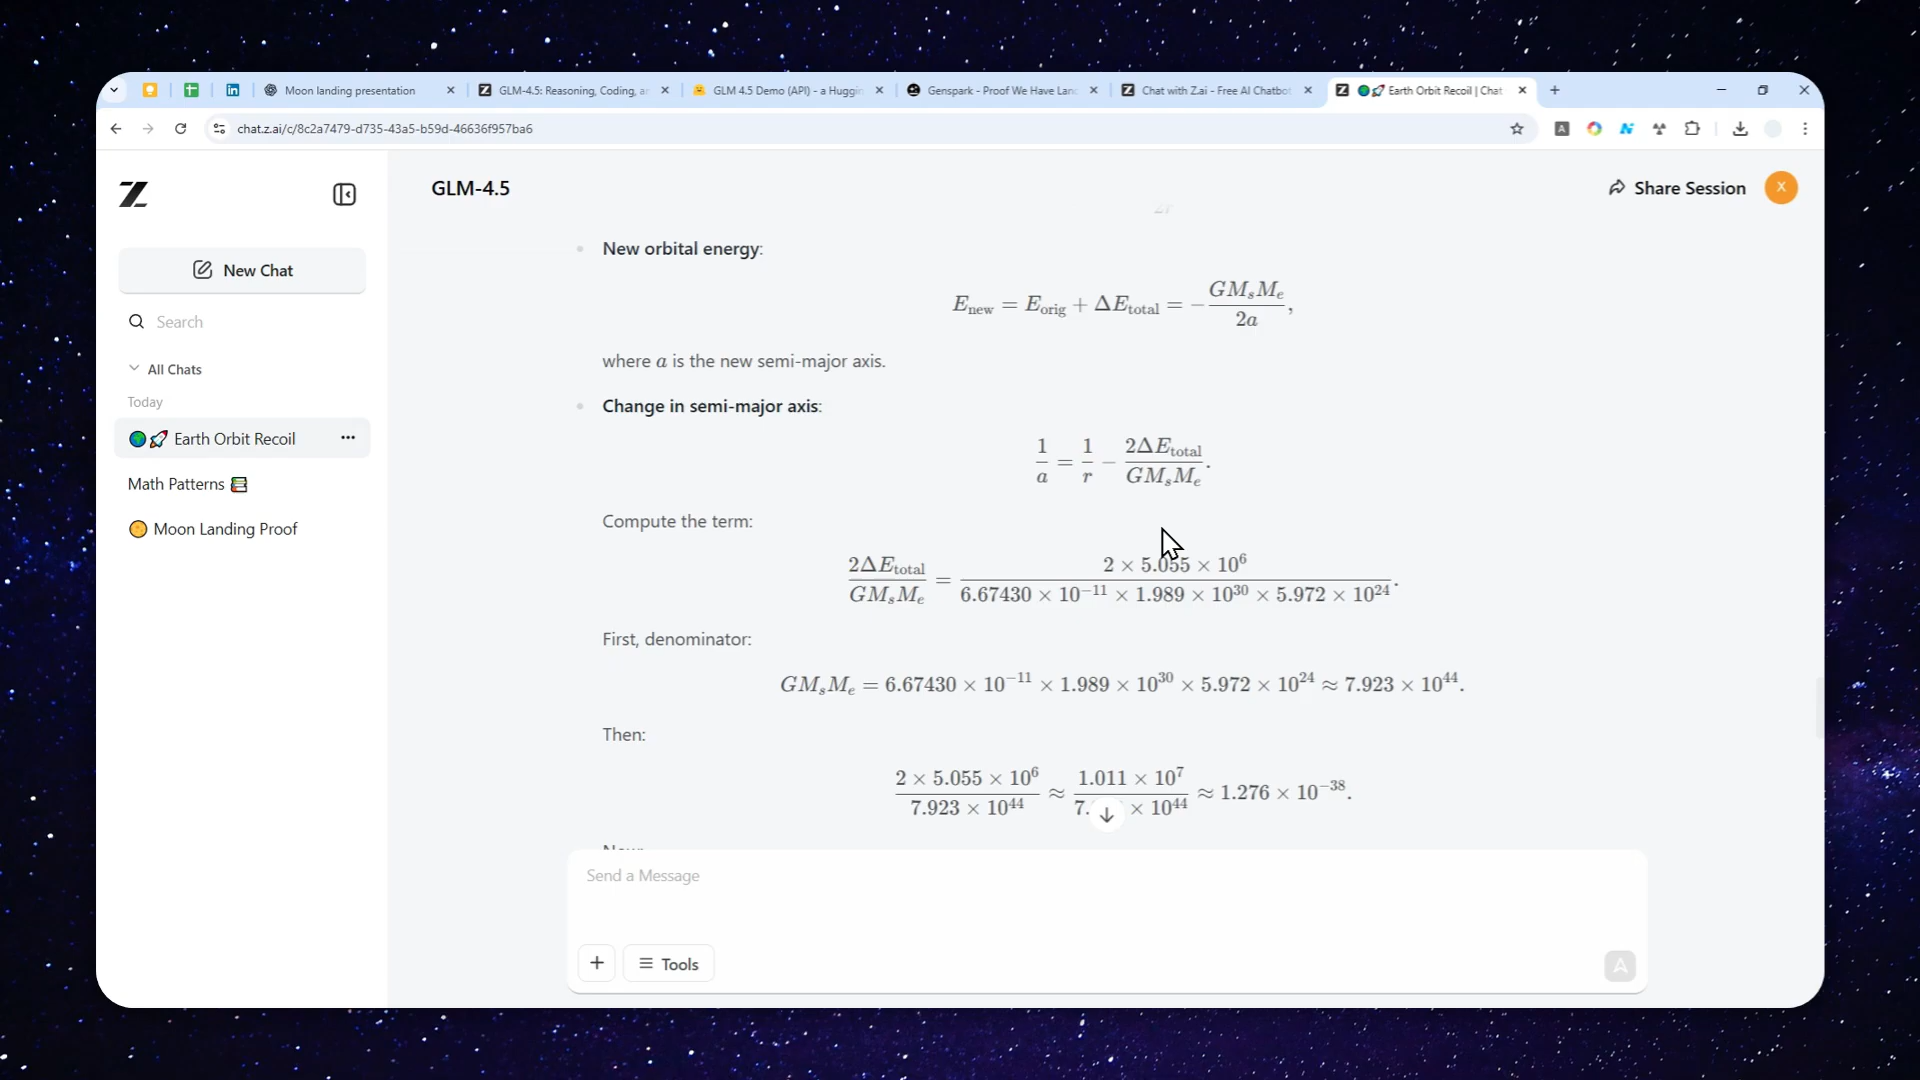 Moon landing presentation
GLM-4.5: Reasoning, Coding, an
GLM 4.5 Demo (API) - a Huggin
Genspark - Proof We Have Lan
Chat with Z.ai - Free AI Chatbot
🌍🚀 Earth Orbit Recoil | Chat
chat.z.ai/c/8c2a7479-d735-43a5-b59d-46636f957ba6
GLM-4.5
Share Session
X
New Chat
Search
All Chats
Today
🌍🚀 Earth Orbit Recoil
Math Patterns 📚
🟡 Moon Landing Proof
• New orbital energy:
E_new = E_orig + ΔE_total = − GM_sM_e / 2a,
where a is the new semi-major axis.
• Change in semi-major axis:
1/a = 1/r − 2ΔE_total / GM_sM_e.
Compute the term:
2ΔE_total / GM_sM_e = 2 × 5.055 × 10^6 / 6.67430 × 10^−11 × 1.989 × 10^30 × 5.972 × 10^24.
First, denominator:
GM_sM_e = 6.67430 × 10^−11 × 1.989 × 10^30 × 5.972 × 10^24 ≈ 7.923 × 10^44.
Then:
2 × 5.055 × 10^6 / 7.923 × 10^44 ≈ 1.011 × 10^7 / 7. × 10^44 ≈ 1.276 × 10^−38.
Send a Message
Tools